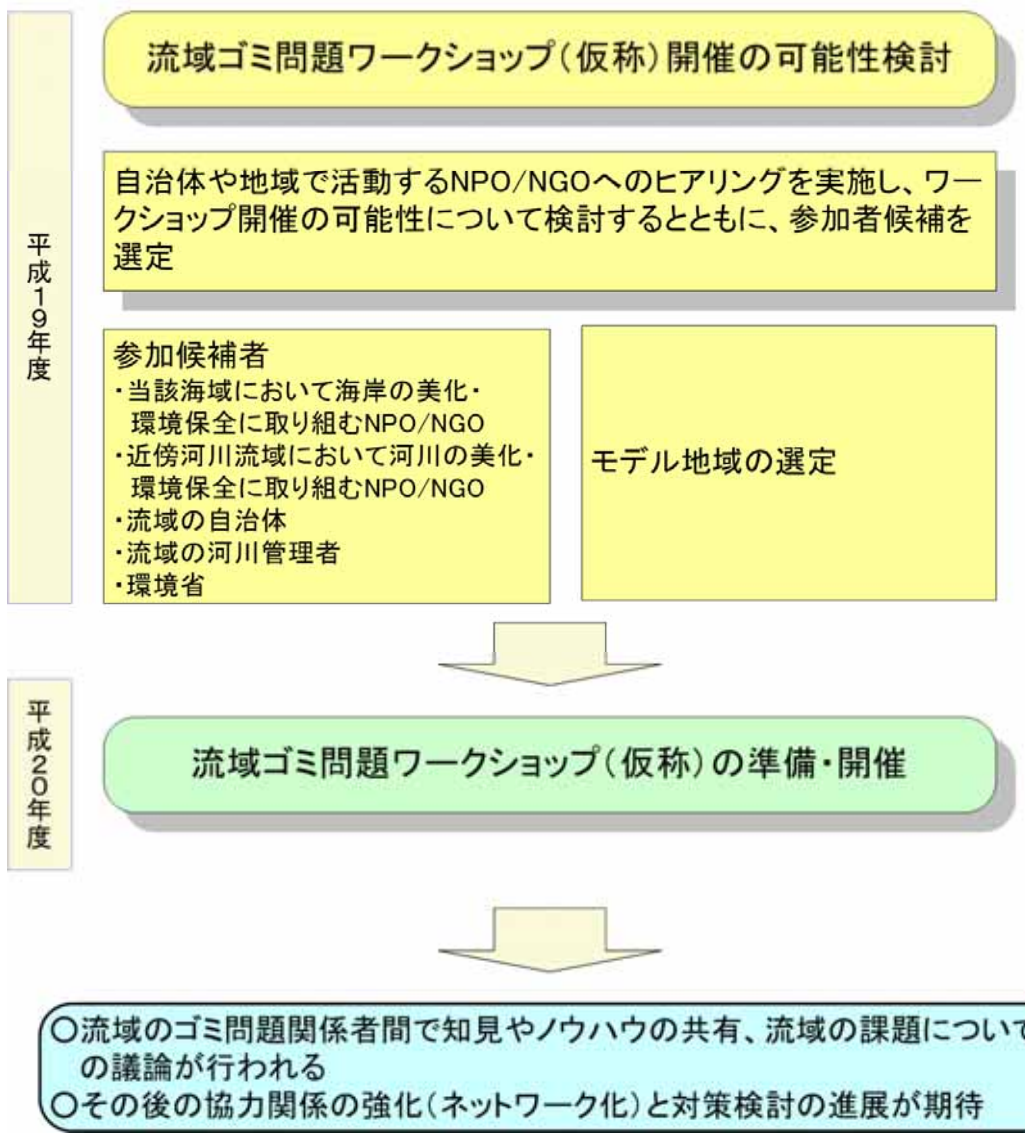 平成19年度
流域ゴミ問題ワークショップ(仮称)開催の可能性検討
自治体や地域で活動するNPO/NGOへのヒアリングを実施し、ワー
クショップ開催の可能性について検討するとともに、参加者候補を
選定
参加候補者
・当該海域において海岸の美化・
環境保全に取り組むNPO/NGO
・近傍河川流域において河川の美化・
環境保全に取り組むNPO/NGO
・流域の自治体
・流域の河川管理者
・環境省
モデル地域の選定
平成20年度
流域ゴミ問題ワークショップ(仮称)の準備・開催
○流域のゴミ問題関係者間で知見やノウハウの共有、流域の課題について
の議論が行われる
○その後の協力関係の強化(ネットワーク化)と対策検討の進展が期待